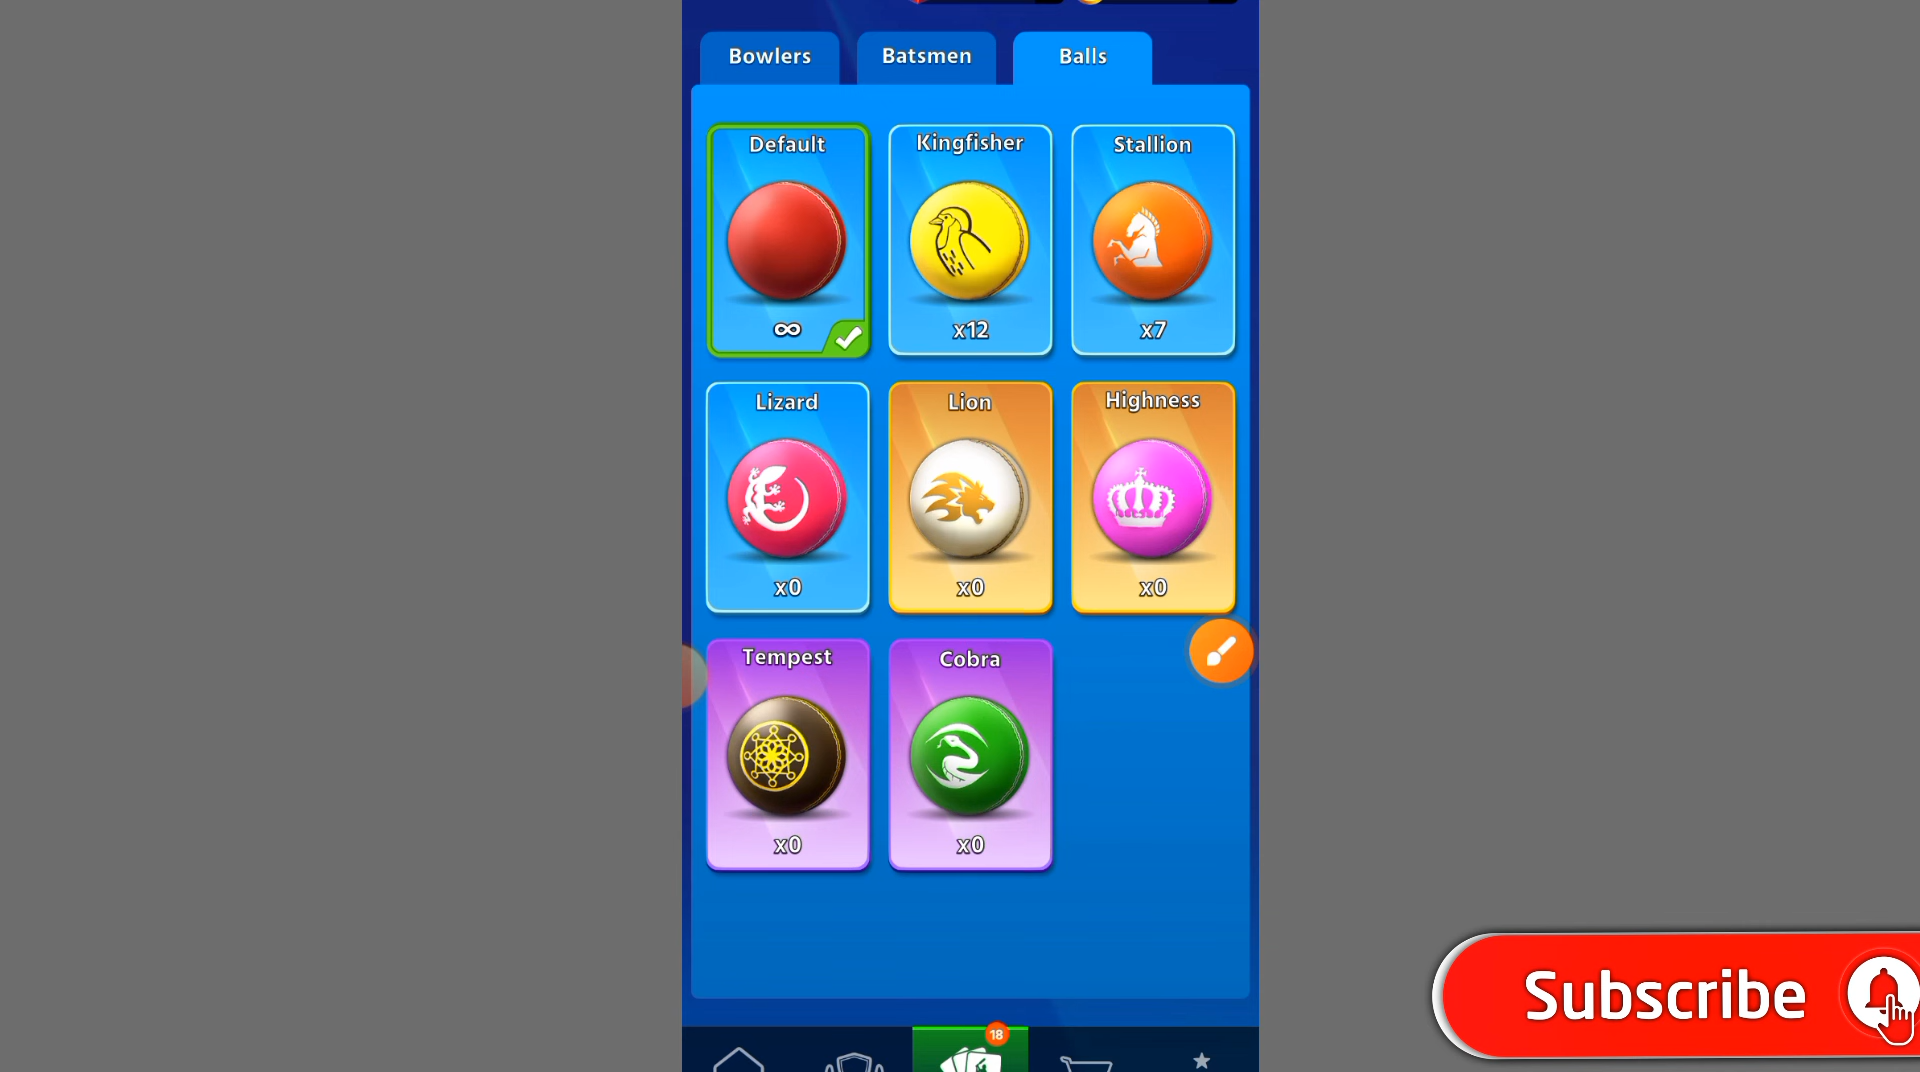 Bowlers
Batsmen
Balls
Default
Kingfisher
Stallion
∞
x12
x7
Lizard
Lion
Highness
x0
x0
x0
Tempest
Cobra
x0
x0
18
Subscribe